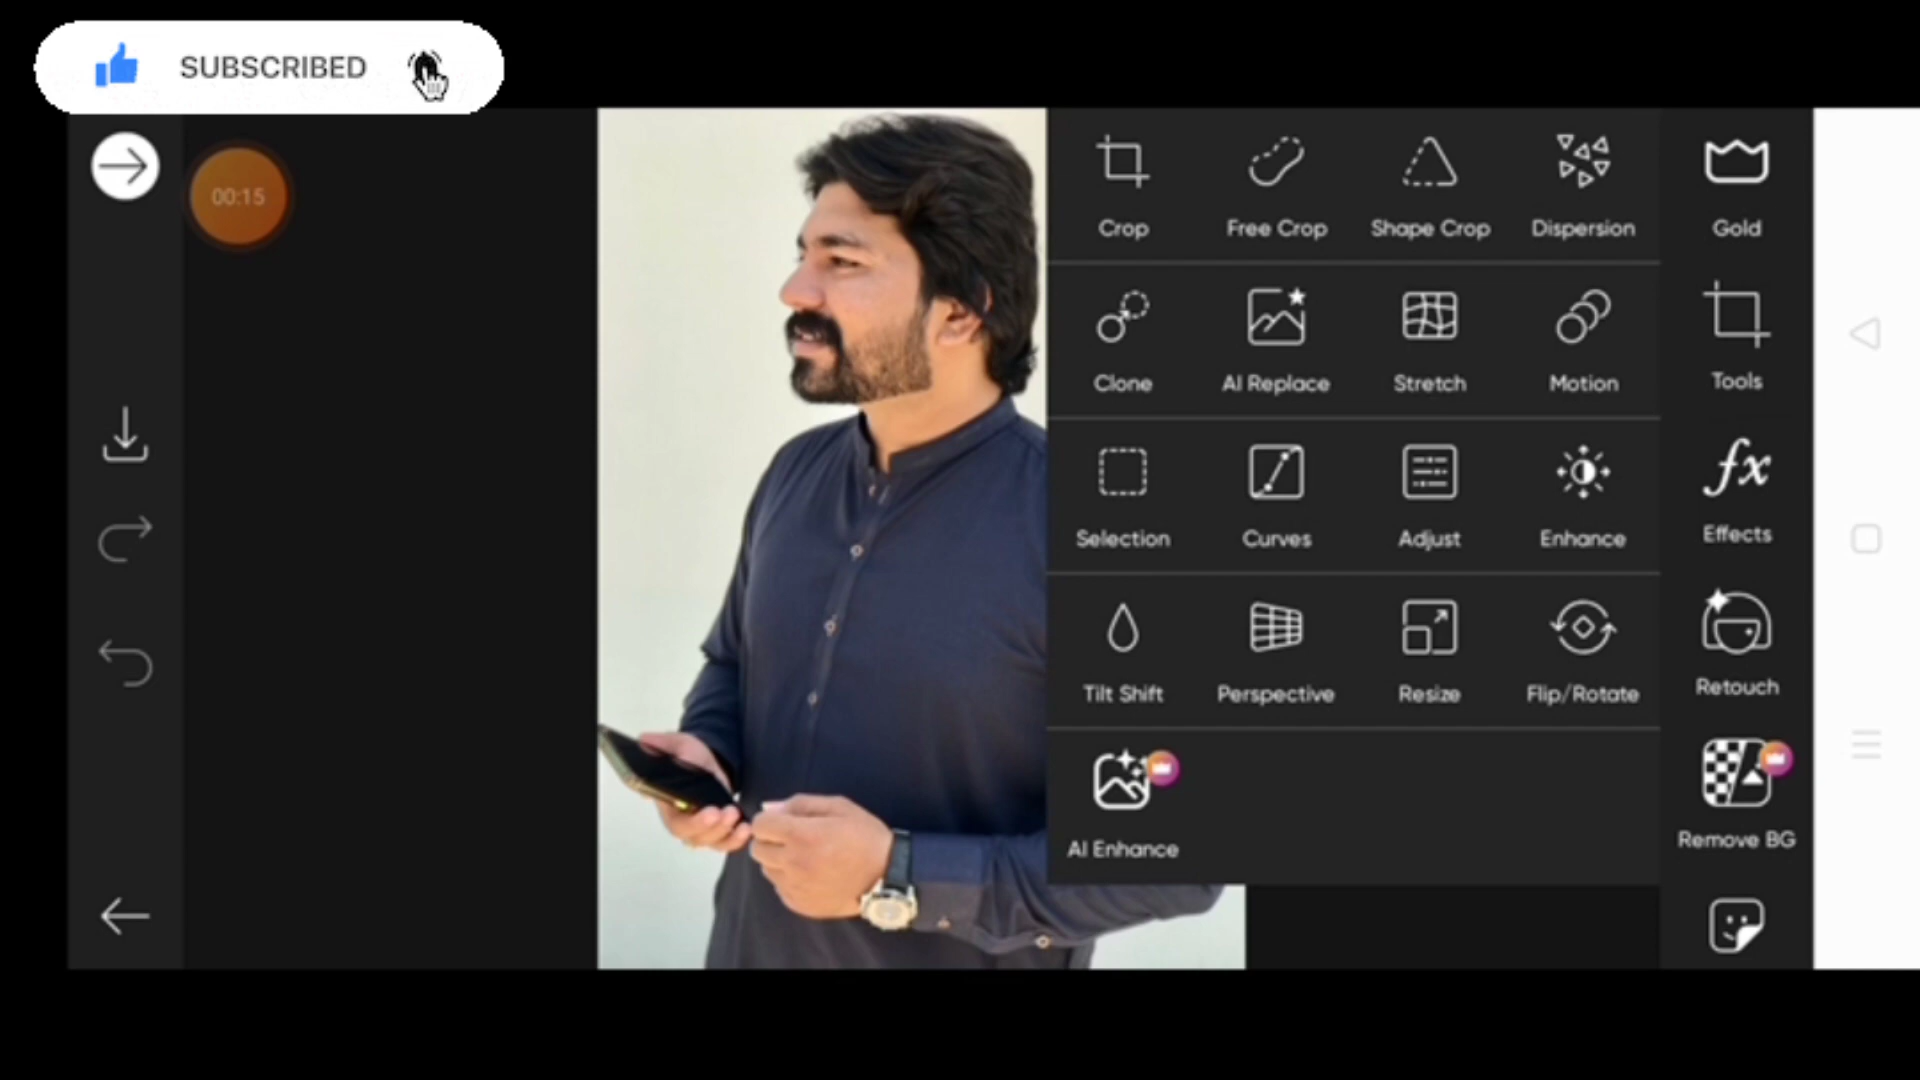 SUBSCRIBED
00:15
Crop
Free Crop
Shape Crop
Dispersion
Gold
Clone
AI Replace
Stretch
Motion
Tools
Selection
Curves
Adjust
Enhance
fx
Effects
Tilt Shift
Perspective
Resize
Flip/Rotate
Retouch
AI Enhance
Remove BG